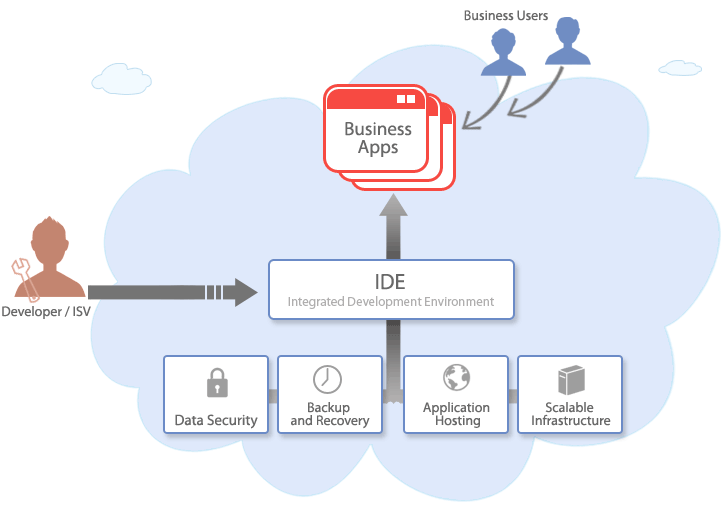 Business Users
Business
Apps
IDE
Integrated Development Environment
Developer / ISV
Data Security
Backup
and Recovery
Application
Hosting
Scalable
Infrastructure